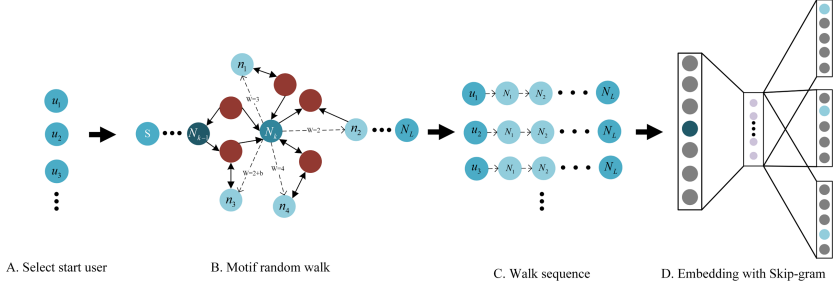 u1
u2
u3
A. Select start user
S
Nk-1
Nk
n1
W=3
W=2
n2
NL
W=2+b
W=4
n3
n4
B. Motif random walk
u1 N1 N2 NL
u2 N1 N2 NL
u3 N1 N2 NL
C. Walk sequence
D. Embedding with Skip-gram